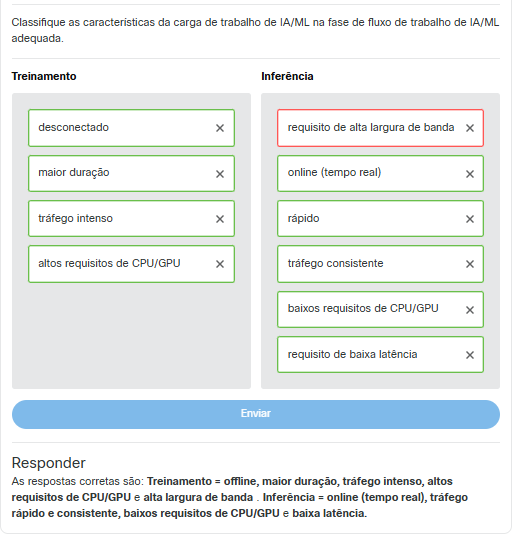 Classifique as características da carga de trabalho de IA/ML na fase de fluxo de trabalho de IA/ML
adequada.
Treinamento
Inferência
desconectado ×
requisito de alta largura de banda ×
maior duração ×
online (tempo real) ×
tráfego intenso ×
rápido ×
altos requisitos de CPU/GPU ×
tráfego consistente ×
baixos requisitos de CPU/GPU ×
requisito de baixa latência ×
Enviar
Responder
As respostas corretas são: Treinamento = offline, maior duração, tráfego intenso, altos
requisitos de CPU/GPU e alta largura de banda . Inferência = online (tempo real), tráfego
rápido e consistente, baixos requisitos de CPU/GPU e baixa latência.